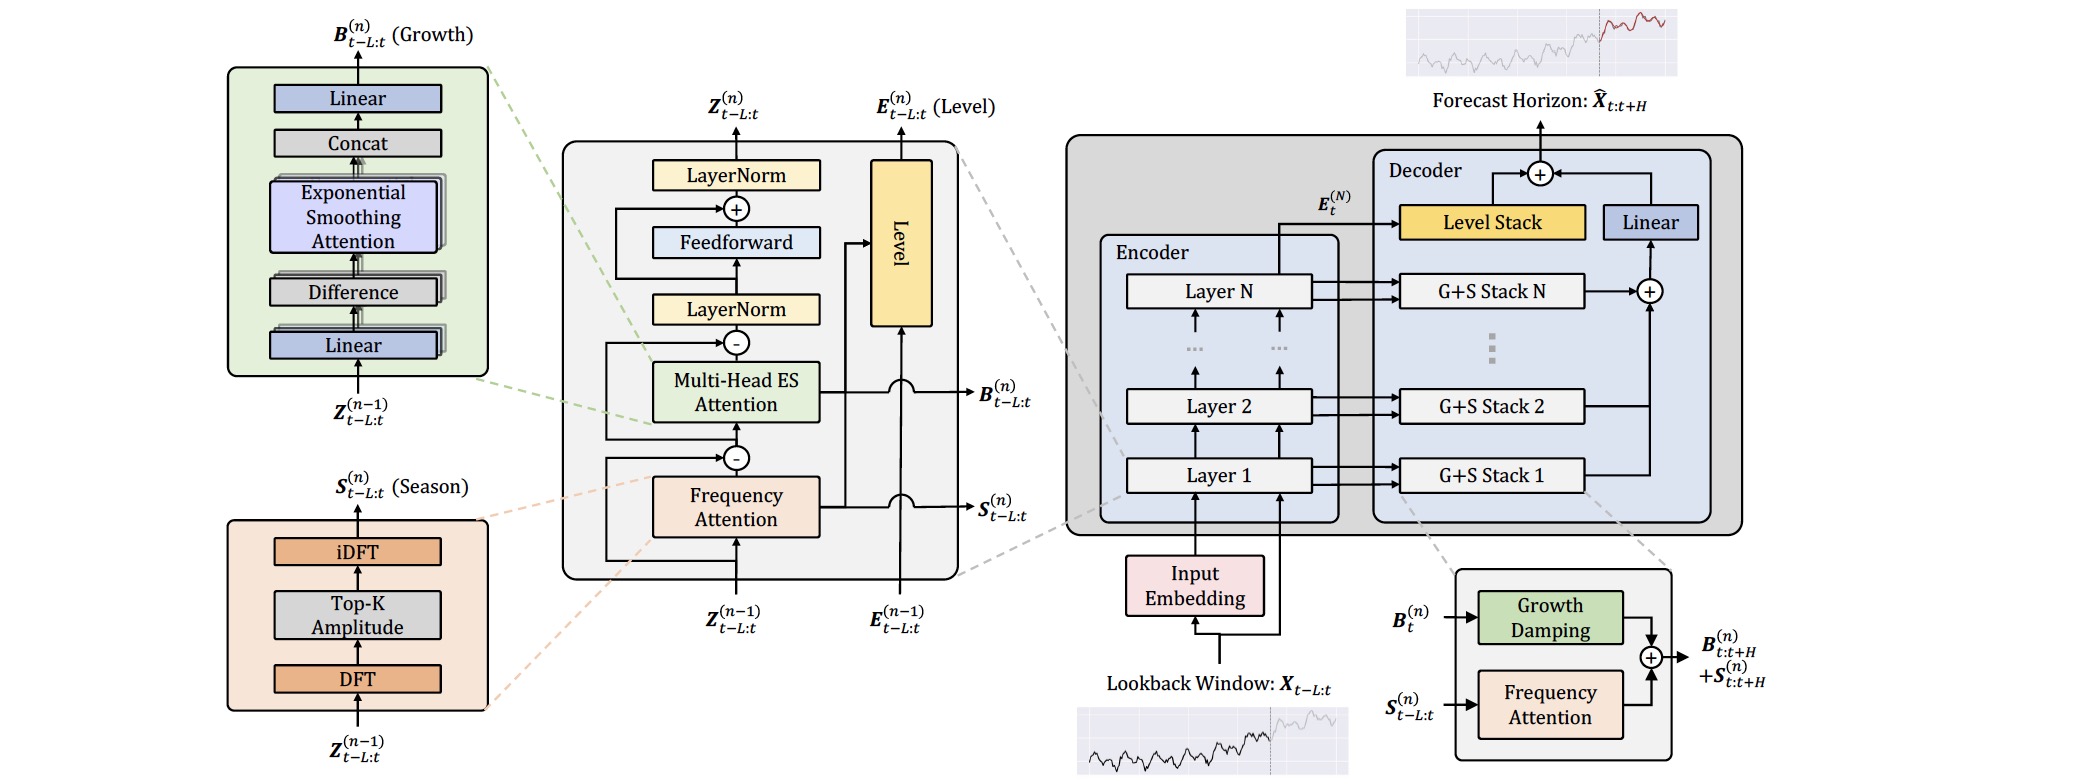 B_{t−L:t}^{(n)} (Growth)
Linear
Concat
Exponential
Smoothing
Attention
Difference
Linear
Z_{t−L:t}^{(n−1)}
S_{t−L:t}^{(n)} (Season)
iDFT
Top-K
Amplitude
DFT
Z_{t−L:t}^{(n−1)}
Z_{t−L:t}^{(n)}
E_{t−L:t}^{(n)} (Level)
LayerNorm
+
Feedforward
LayerNorm
-
Multi-Head ES
Attention
-
Frequency
Attention
Level
B_{t−L:t}^{(n)}
S_{t−L:t}^{(n)}
Z_{t−L:t}^{(n−1)}
E_{t−L:t}^{(n−1)}
Forecast Horizon: X̂_{t:t+H}
Decoder
+
E_t^{(N)}
Level Stack
Linear
Encoder
Layer N
G+S Stack N
+
...
...
Layer 2
G+S Stack 2
Layer 1
G+S Stack 1
Input
Embedding
Lookback Window: X_{t−L:t}
B_t^{(n)}
Growth
Damping
+
B_{t:t+H}^{(n)}
+S_{t:t+H}^{(n)}
S_{t−L:t}^{(n)}
Frequency
Attention